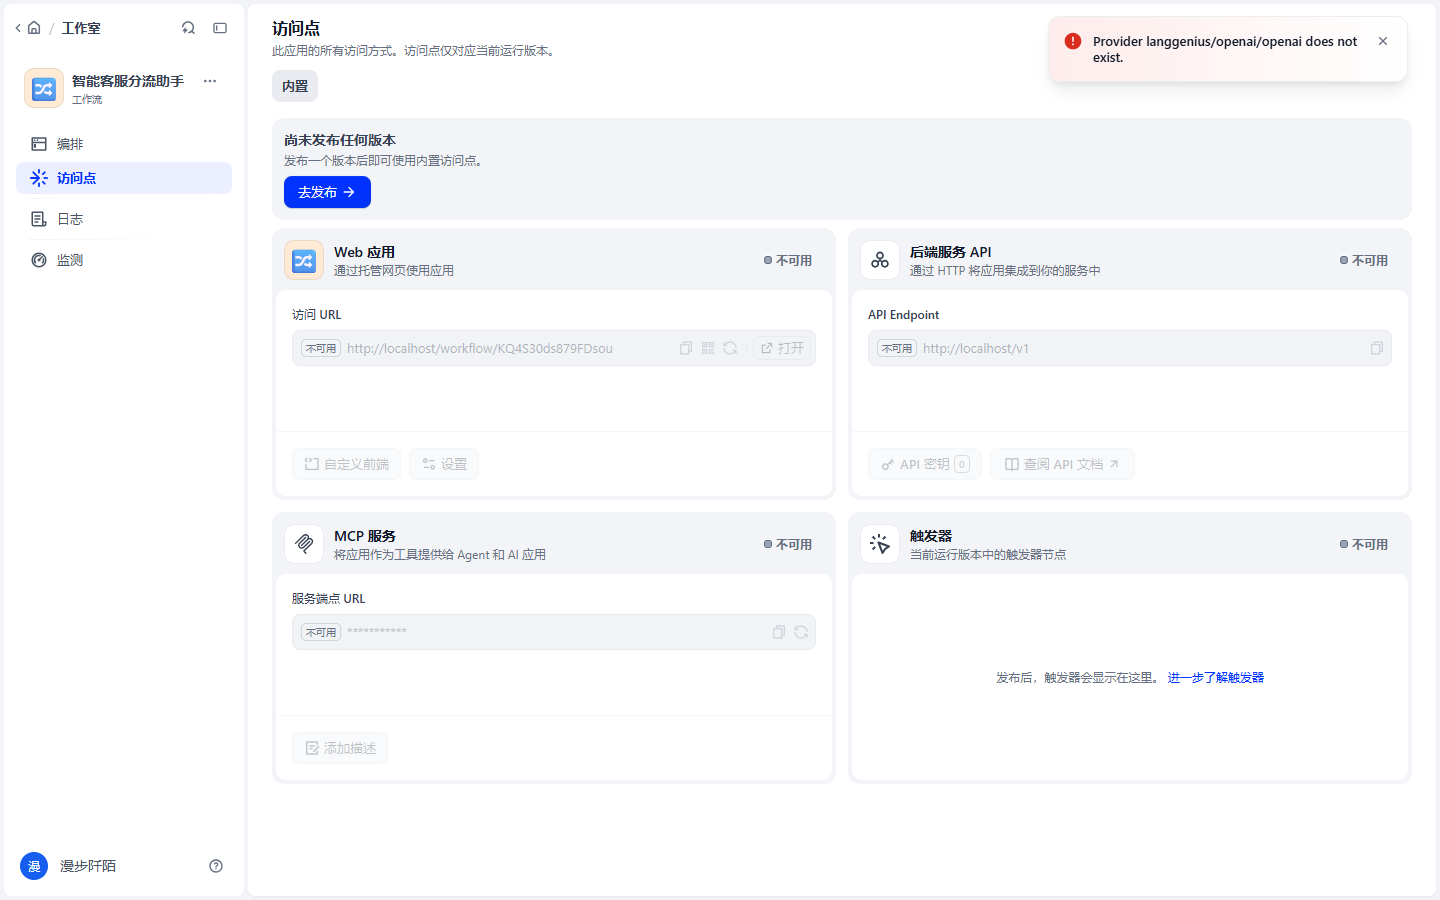 / 工作室
智能客服分流助手
工作流
编排
访问点
日志
监测
漫 漫步阡陌
访问点
此应用的所有访问方式。访问点仅对应当前运行版本。
内置
Provider langgenius/openai/openai does not
exist.
尚未发布任何版本
发布一个版本后即可使用内置访问点。
去发布
Web 应用
通过托管网页使用应用
不可用
访问 URL
不可用 http://localhost/workflow/KQ4S30ds879FDsou 打开
自定义前端 设置
后端服务 API
通过 HTTP 将应用集成到你的服务中
不可用
API Endpoint
不可用 http://localhost/v1
API 密钥 0 查阅 API 文档
MCP 服务
将应用作为工具提供给 Agent 和 AI 应用
不可用
服务端点 URL
不可用 ***********
添加描述
触发器
当前运行版本中的触发器节点
不可用
发布后，触发器会显示在这里。 进一步了解触发器